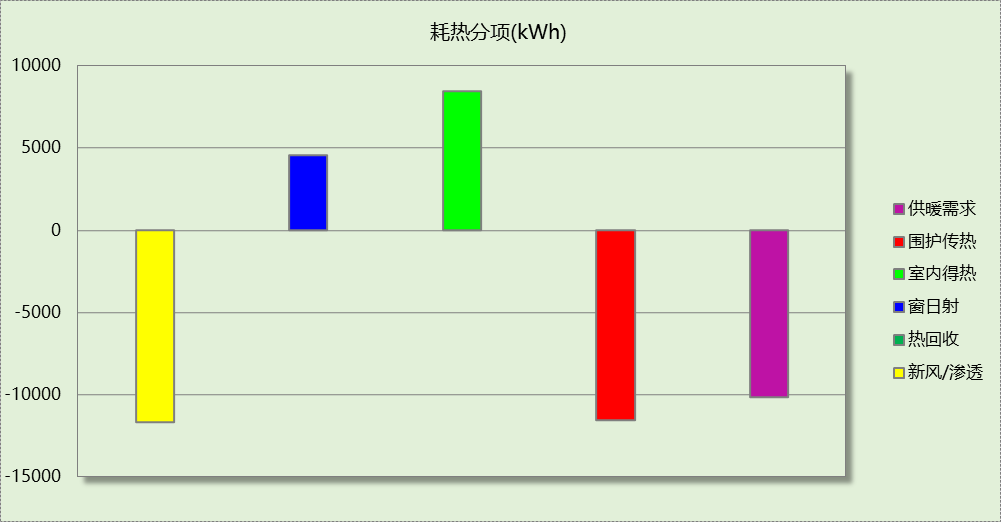 耗热分项(kWh)
10000
5000
0
-5000
-10000
-15000
供暖需求
围护传热
室内得热
窗日射
热回收
新风/渗透